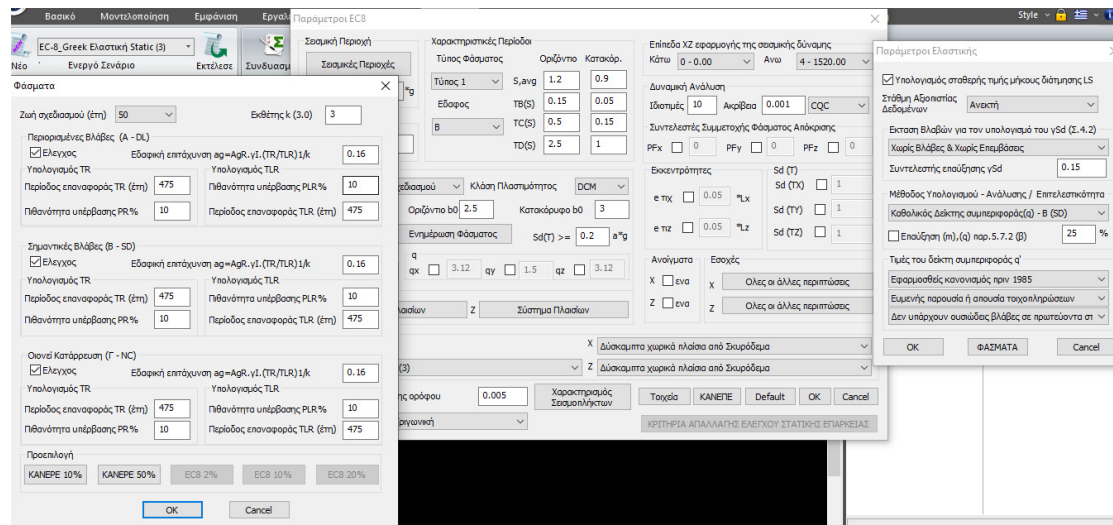 Βασικό Μοντελοποίηση Εμφάνιση Εργαλε
Style
EC-8_Greek Ελαστική Static (3)
Νέο Ενεργό Σενάριο Εκτέλεσε Συνδυασμ
Παράμετροι EC8
Σεισμική Περιοχή
Σεισμικές Περιοχές
*g
Χαρακτηριστικές Περίοδοι
Τύπος Φάσματος Οριζόντιο Κατακόρ.
Τύπος 1 S,avg 1.2 0.9
Εδαφος TB(S) 0.15 0.05
B TC(S) 0.5 0.15
TD(S) 2.5 1
Επίπεδα XZ εφαρμογής της σεισμικής δύναμης
Κάτω 0 - 0.00 Ανω 4 - 1520.00
Δυναμική Ανάλυση
Ιδιοτιμές 10 Ακρίβεια 0.001 CQC
Συντελεστές Συμμετοχής Φάσματος Απόκρισης
PFx 0 PFy 0 PFz 0
Εκκεντρότητες Sd (T)
e πχ 0.05 *Lx Sd (TX) 1
Sd (TY) 1
e πz 0.05 *Lz Sd (TZ) 1
χεδιασμού Κλάση Πλαστιμότητος DCM
Οριζόντιο b0 2.5 Κατακόρυφο b0 3
Ενημέρωση Φάσματος Sd(T) >= 0.2 a*g
q
qx 3.12 qy 1.5 qz 3.12
Ανοίγματα Εσοχές
X ενα X Ολες οι άλλες περιπτώσεις
Z ενα Z Ολες οι άλλες περιπτώσεις
λαισίων Z Σύστημα Πλαισίων
X Δύσκαμπτα χωρικά πλαίσια από Σκυρόδεμα
(3) Z Δύσκαμπτα χωρικά πλαίσια από Σκυρόδεμα
ης ορόφου 0.005 Χαρακτηρισμός Σεισμοπλήκτων
Τοιχεία ΚΑΝΕΠΕ Default OK Cancel
ριγωνική
ΚΡΙΤΗΡΙΑ ΑΠΑΛΛΑΓΗΣ ΕΛΕΓΧΟΥ ΣΤΑΤΙΚΗΣ ΕΠΑΡΚΕΙΑΣ
Φάσματα
Ζωή σχεδιασμού (έτη) 50 Εκθέτης k (3.0) 3
Περιορισμένες Βλάβες (A - DL)
Ελεγχος Εδαφική επιτάχυνση ag=AgR.γI.(TR/TLR)1/k 0.16
Υπολογισμός TR Υπολογισμός TLR
Περίοδος επαναφοράς TR (έτη) 475 Πιθανότητα υπέρβασης PLR% 10
Πιθανότητα υπέρβασης PR% 10 Περίοδος επαναφοράς TLR (έτη) 475
Σημαντικές Βλάβες (B - SD)
Ελεγχος Εδαφική επιτάχυνση ag=AgR.γI.(TR/TLR)1/k 0.16
Υπολογισμός TR Υπολογισμός TLR
Περίοδος επαναφοράς TR (έτη) 475 Πιθανότητα υπέρβασης PLR% 10
Πιθανότητα υπέρβασης PR% 10 Περίοδος επαναφοράς TLR (έτη) 475
Οιονεί Κατάρρευση (Γ - NC)
Ελεγχος Εδαφική επιτάχυνση ag=AgR.γI.(TR/TLR)1/k 0.16
Υπολογισμός TR Υπολογισμός TLR
Περίοδος επαναφοράς TR (έτη) 475 Πιθανότητα υπέρβασης PLR% 10
Πιθανότητα υπέρβασης PR% 10 Περίοδος επαναφοράς TLR (έτη) 475
Προεπιλογή
KANEPE 10% KANEPE 50% EC8 2% EC8 10% EC8 20%
OK Cancel
Παράμετροι Ελαστικής
Υπολογισμός σταθερής τιμής μήκους διάτμησης LS
Στάθμη Αξιοπιστίας Δεδομένων Ανεκτή
Εκταση Βλαβών για τον υπολογισμό του γSd (Σ.4.2)
Χωρίς Βλάβες & Χωρίς Επεμβάσεις
Συντελεστής επαύξησης γSd 0.15
Μέθοδος Υπολογισμού - Ανάλυσης / Επιτελεστικότητα
Καθολικός Δείκτης συμπεριφοράς(q) - B (SD)
Επαύξηση (m),(q) παρ.5.7.2 (β) 25 %
Τιμές του δείκτη συμπεριφοράς q'
Εφαρμοσθείς κανονισμός πριν 1985
Ευμενής παρουσία ή απουσία τοιχοπληρώσεων
Δεν υπάρχουν ουσιώδεις βλάβες σε πρωτεύοντα στ
OK ΦΑΣΜΑΤΑ Cancel